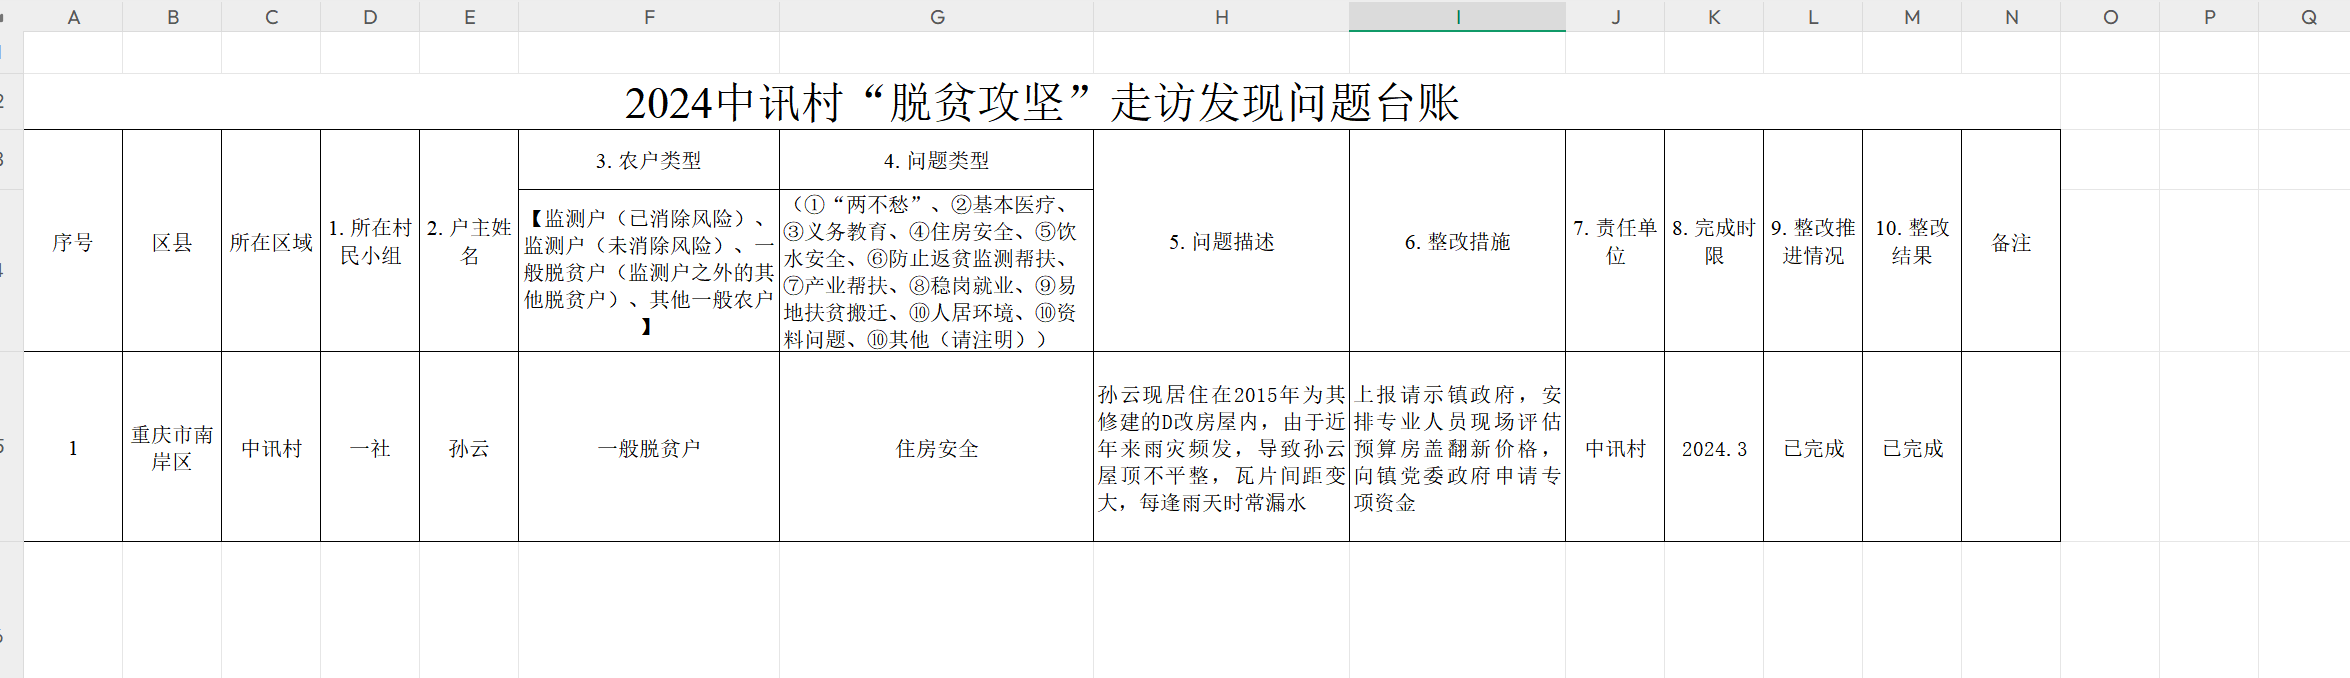 A B C D E F G H I J K L M N O P Q
2024中讯村“脱贫攻坚”走访发现问题台账
序号
区县
所在区域
1. 所在村
民小组
2. 户主姓
名
3. 农户类型
【监测户（已消除风险）、
监测户（未消除风险）、一
般脱贫户（监测户之外的其
他脱贫户）、其他一般农户
】
4. 问题类型
（①“两不愁”、②基本医疗、
③义务教育、④住房安全、⑤饮
水安全、⑥防止返贫监测帮扶、
⑦产业帮扶、⑧稳岗就业、⑨易
地扶贫搬迁、⑩人居环境、⑩资
料问题、⑩其他（请注明））
5. 问题描述
6. 整改措施
7. 责任单
位
8. 完成时
限
9. 整改推
进情况
10. 整改
结果
备注
1
重庆市南
岸区
中讯村
一社
孙云
一般脱贫户
住房安全
孙云现居住在2015年为其
修建的D改房屋内，由于近
年来雨灾频发，导致孙云
屋顶不平整，瓦片间距变
大，每逢雨天时常漏水
上报请示镇政府，安
排专业人员现场评估
预算房盖翻新价格，
向镇党委政府申请专
项资金
中讯村
2024.3
已完成
已完成